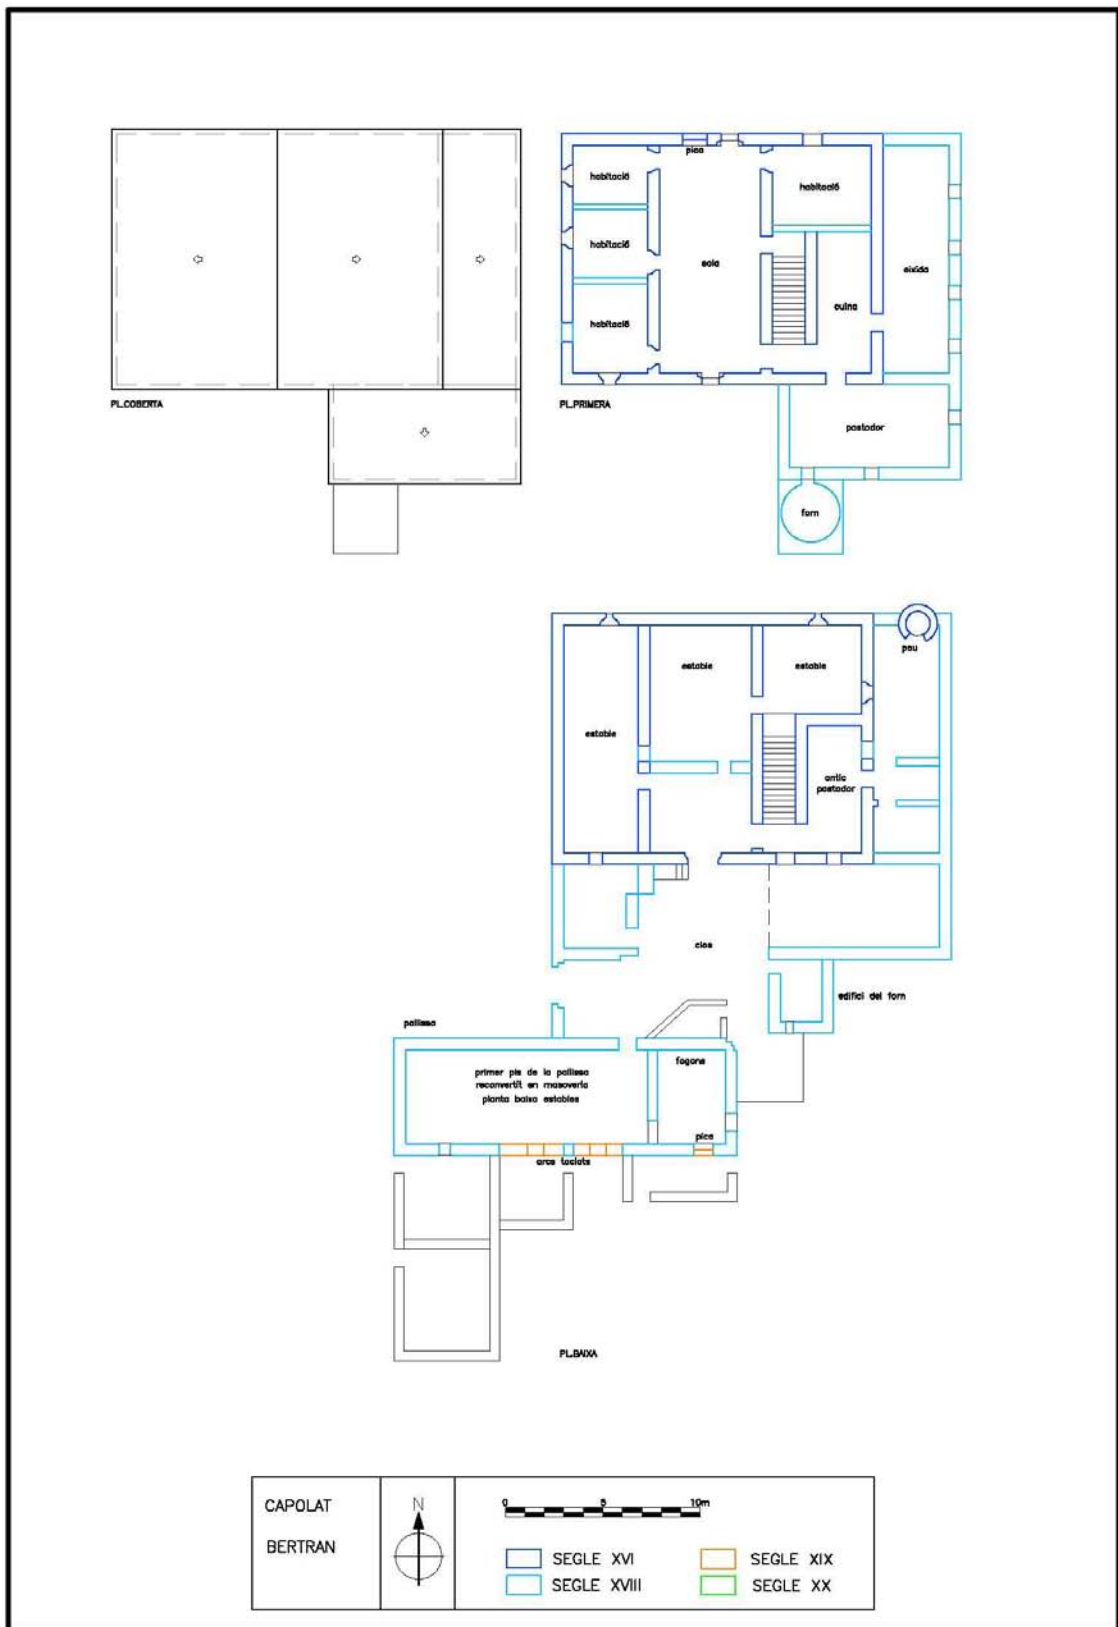 pica
habitació
habitació
habitació
sala
eixida
habitació
cuina
habitació
PL.COBERTA
PL.PRIMERA
pastador
forn
pou
estable
estable
estable
antic
pastador
clos
edifici del forn
pallissa
fogons
primer pis de la pallissa
reconvertit en masoveria
planta baixa estables
pica
arcs taciats
PL.BAIXA
CAPOLAT
BERTRAN
N
0 5 10m
SEGLE XVI
SEGLE XIX
SEGLE XVIII
SEGLE XX